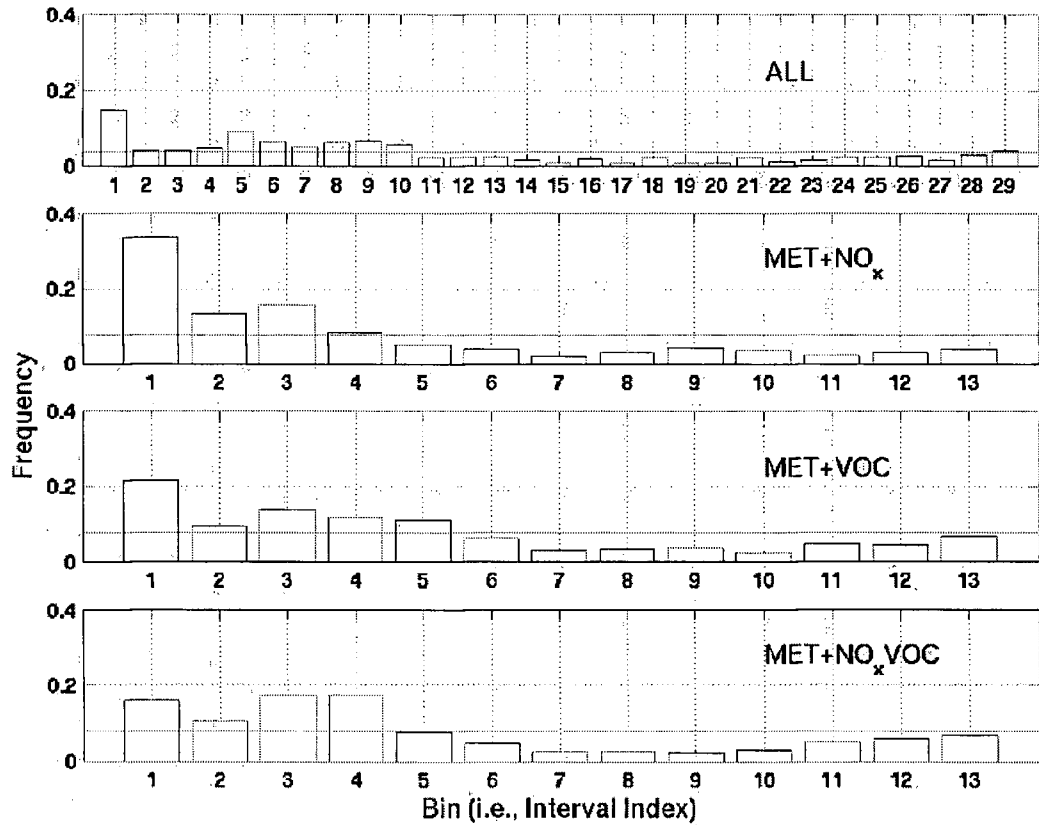 0.4
ALL
0.2
0
1 2 3 4 5 6 7 8 9 10 11 12 13 14 15 16 17 18 19 20 21 22 23 24 25 26 27 28 29
0.4
MET+NOx
0.2
0
1 2 3 4 5 6 7 8 9 10 11 12 13
Frequency
0.4
MET+VOC
0.2
0
1 2 3 4 5 6 7 8 9 10 11 12 13
0.4
MET+NOxVOC
0.2
0
1 2 3 4 5 6 7 8 9 10 11 12 13
Bin (i.e., Interval Index)